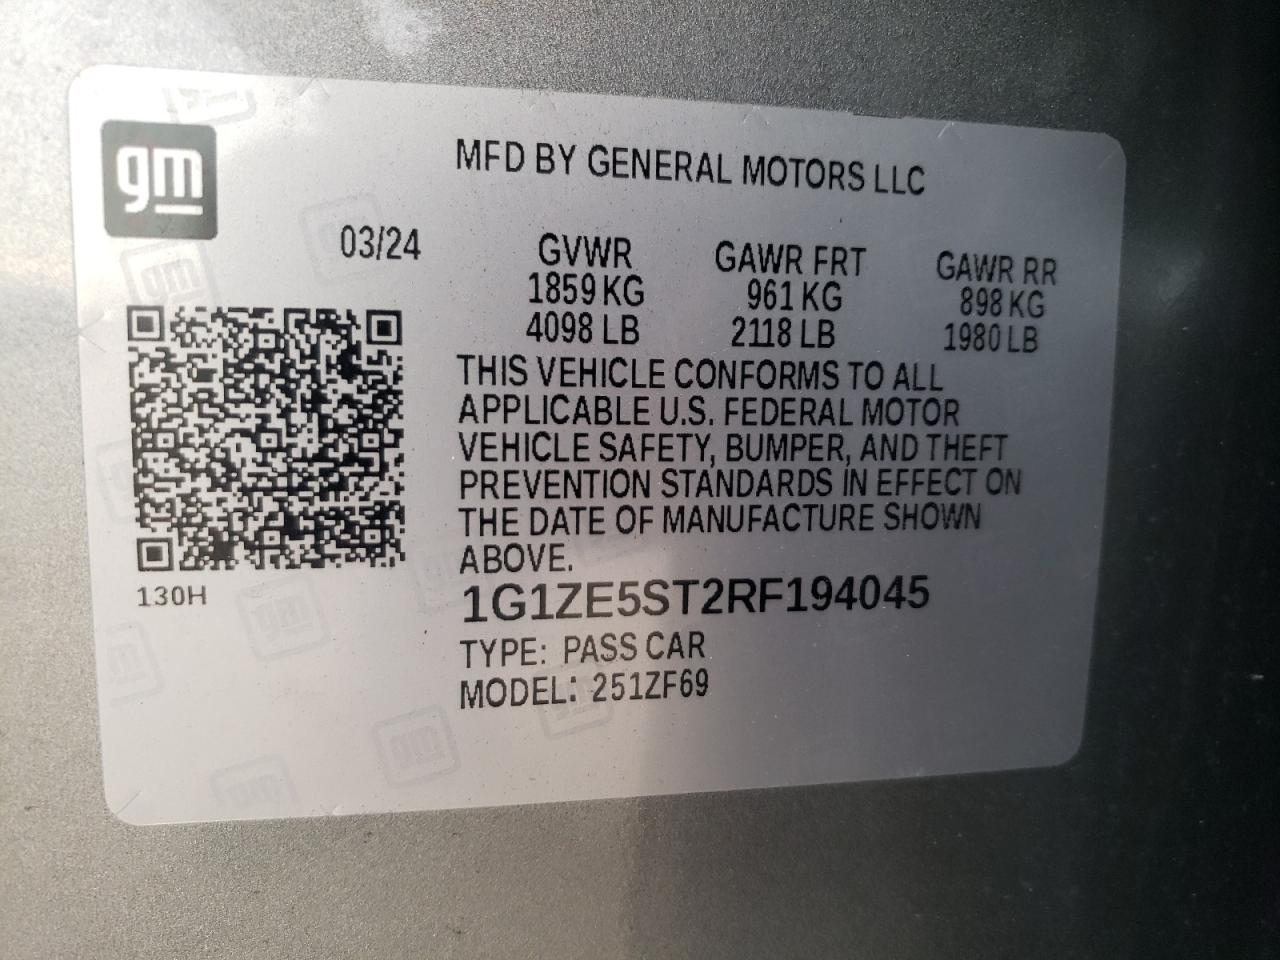 gm
MFD BY GENERAL MOTORS LLC
03/24
GVWR GAWR FRT GAWR RR
1859 KG 961 KG 898 KG
4098 LB 2118 LB 1980 LB
THIS VEHICLE CONFORMS TO ALL
APPLICABLE U.S. FEDERAL MOTOR
VEHICLE SAFETY, BUMPER, AND THEFT
PREVENTION STANDARDS IN EFFECT ON
THE DATE OF MANUFACTURE SHOWN
ABOVE.
130H
1G1ZE5ST2RF194045
TYPE: PASS CAR
MODEL: 251ZF69